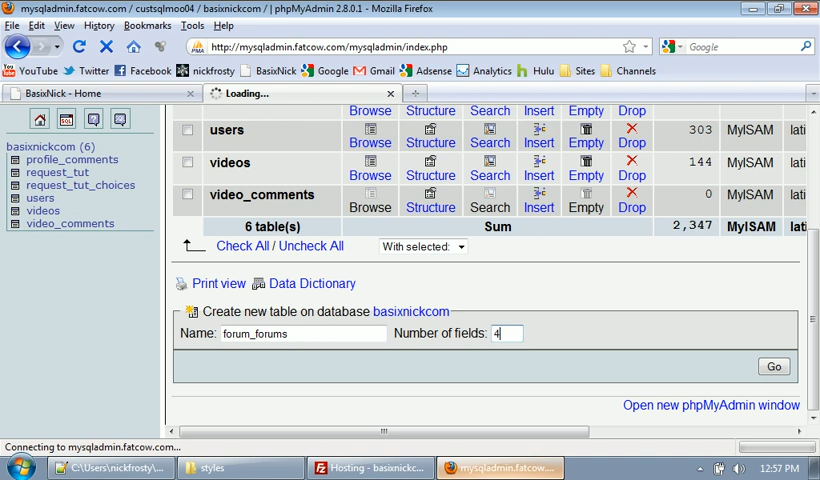 mysqladmin.fatcow.com / custsqlmoo04 / basixnickcom / | phpMyAdmin 2.8.0.1 - Mozilla Firefox
File Edit View History Bookmarks Tools Help
http://mysqladmin.fatcow.com/mysqladmin/index.php
Google
YouTube Twitter Facebook nickfrosty BasixNick Google Gmail Adsense Analytics Hulu Sites Channels
BasixNick - Home
Loading...
basixnickcom (6)
profile_comments
request_tut
request_tut_choices
users
videos
video_comments
Browse Structure Search Insert Empty Drop
users 303 MyISAM lati
Browse Structure Search Insert Empty Drop
videos 144 MyISAM lati
Browse Structure Search Insert Empty Drop
video_comments 0 MyISAM lati
Browse Structure Search Insert Empty Drop
6 table(s) Sum 2,347 MyISAM lati
Check All / Uncheck All With selected:
Print view Data Dictionary
Create new table on database basixnickcom
Name: forum_forums Number of fields: 4
Go
Open new phpMyAdmin window
Connecting to mysqladmin.fatcow.com...
C:\Users\nickfrosty\... styles Hosting - basixnickc... mysqladmin.fatcow.... 12:57 PM